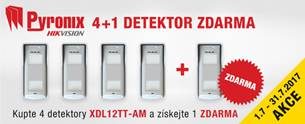 Pyronix
HIKVISION
4+1 DETEKTOR ZDARMA
+
ZDARMA
Kupte 4 detektory XDL12TT-AM a získejte 1 ZDARMA
1.7 - 31.7.2017
AKCE